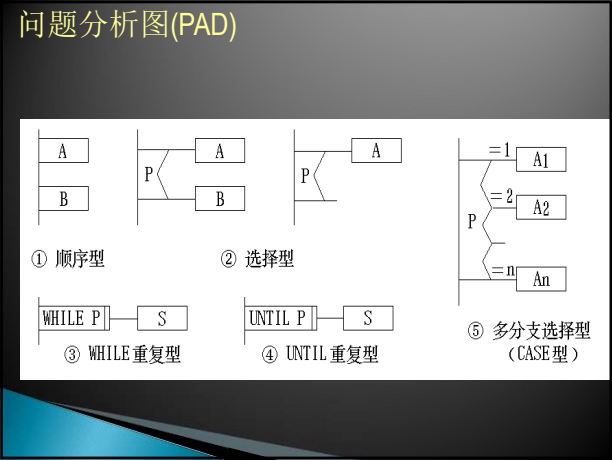 问题分析图(PAD)
A
B
P
A
B
P
A
① 顺序型
② 选择型
WHILE P
S
③ WHILE重复型
UNTIL P
S
④ UNTIL重复型
P
=1
A1
=2
A2
=n
An
⑤ 多分支选择型
（CASE型）